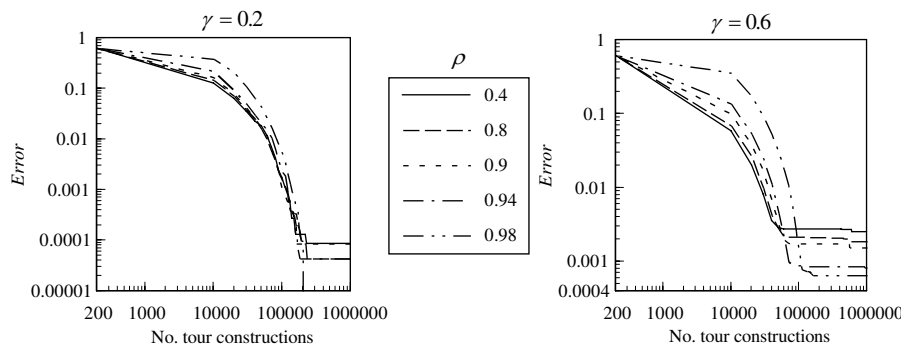 γ = 0.2
1
0.1
0.01
0.001
0.0001
0.00001
Error
200 1000 10000 100000 1000000
No. tour constructions
ρ
0.4
0.8
0.9
0.94
0.98
γ = 0.6
1
0.1
0.01
0.001
0.0004
Error
200 1000 10000 100000 1000000
No. tour constructions